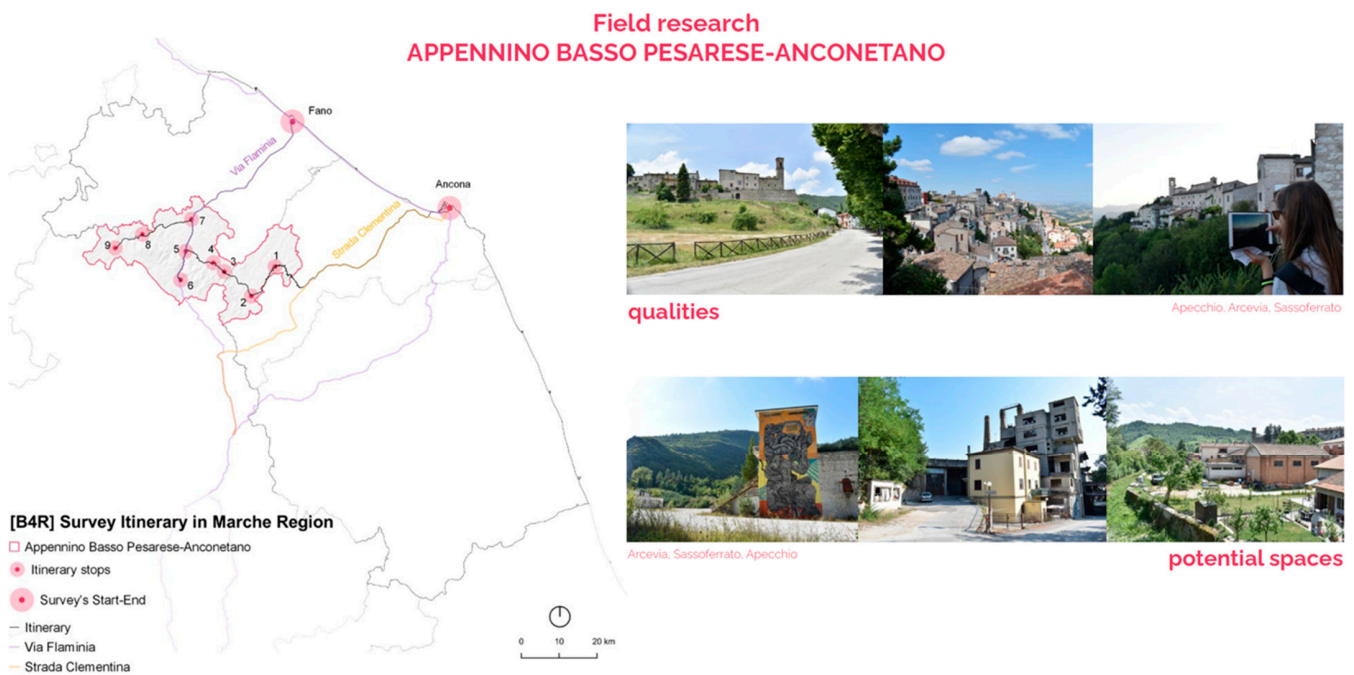 Field research
APPENNINO BASSO PESARESE-ANCONETANO
Fano
Via Flaminia
Ancona
Strada Clementina
7
8
9
5
4
3
1
6
2
qualities
Apecchio, Arcevia, Sassoferrato
Arcevia, Sassoferrato, Apecchio
potential spaces
[B4R] Survey Itinerary in Marche Region
Appennino Basso Pesarese-Anconetano
Itinerary stops
Survey's Start-End
Itinerary
Via Flaminia
Strada Clementina
0 10 20 km